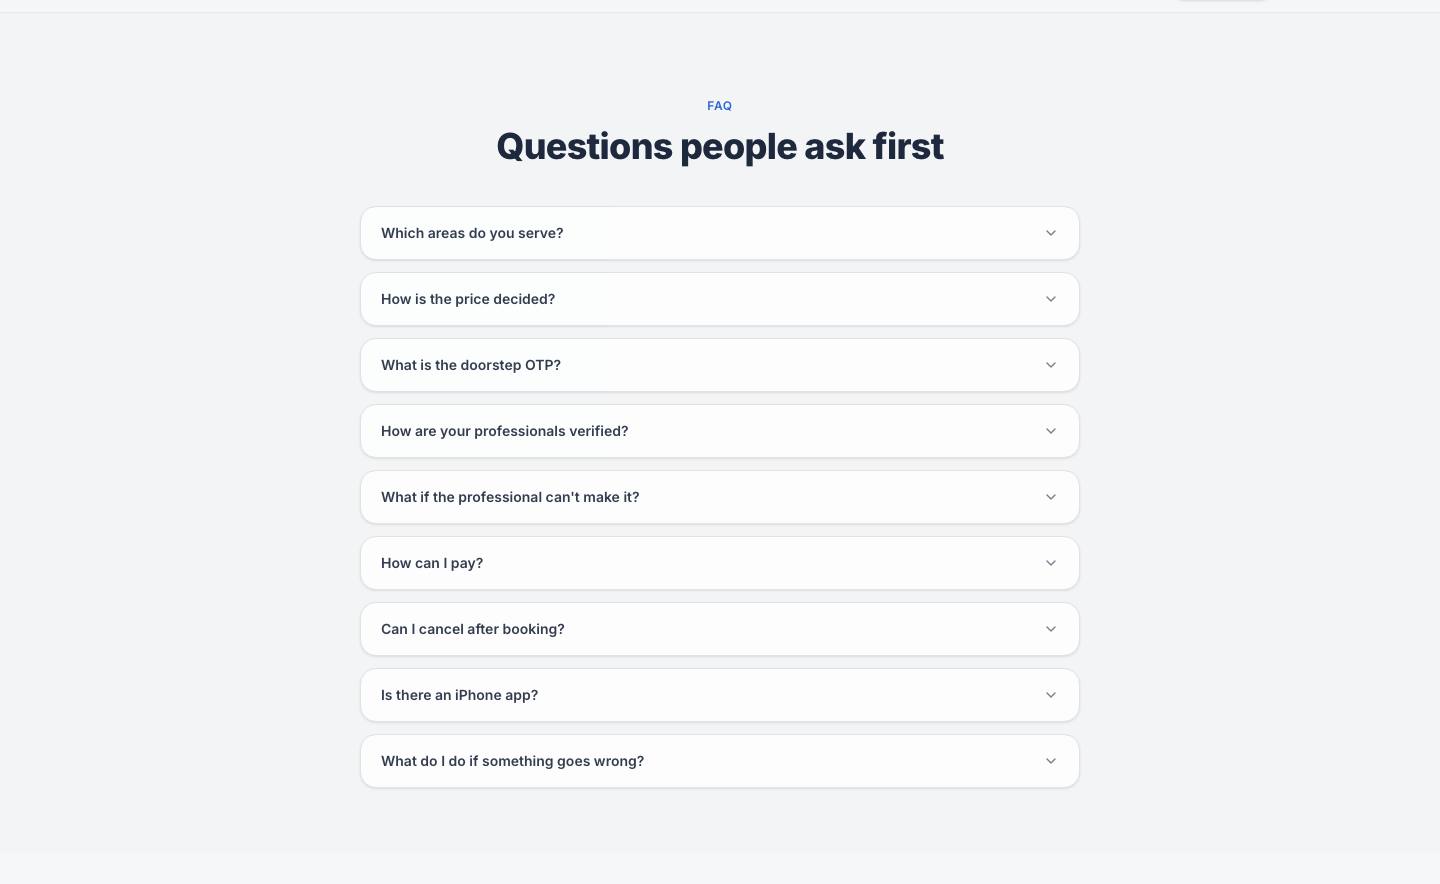 FAQ
Questions people ask first
Which areas do you serve?
How is the price decided?
What is the doorstep OTP?
How are your professionals verified?
What if the professional can't make it?
How can I pay?
Can I cancel after booking?
Is there an iPhone app?
What do I do if something goes wrong?